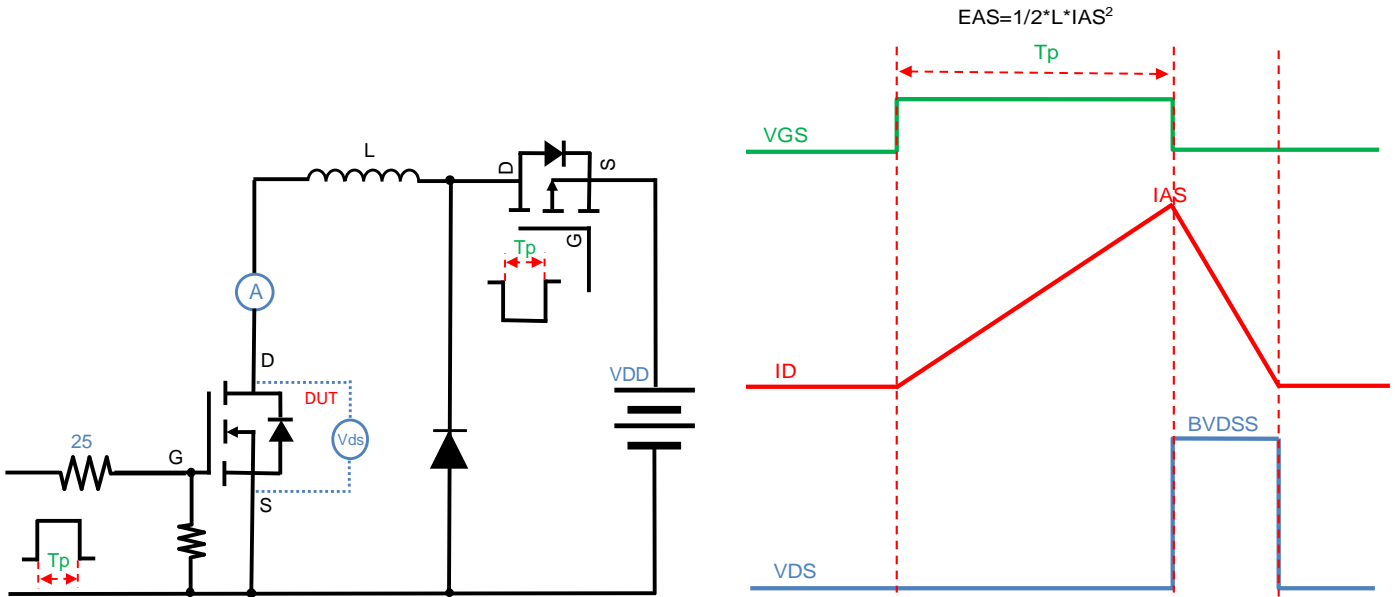 EAS=1/2*L*IAS²
Tp
VGS
IAS
ID
BVDSS
VDS
L
D
S
G
Tp
A
D
DUT
VDD
Vds
25
G
S
Tp